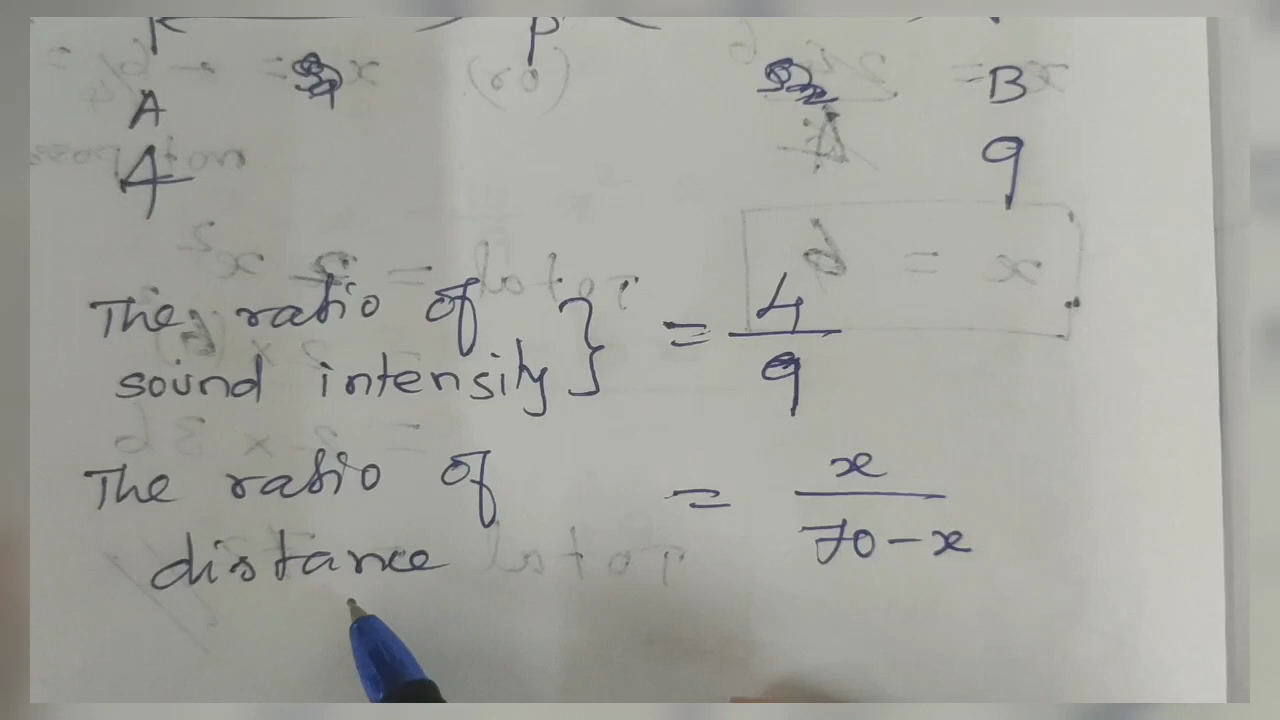 P
A B
4 9
The ratio of
sound intensity } = 4/9
The ratio of
distance = x/(70-x)